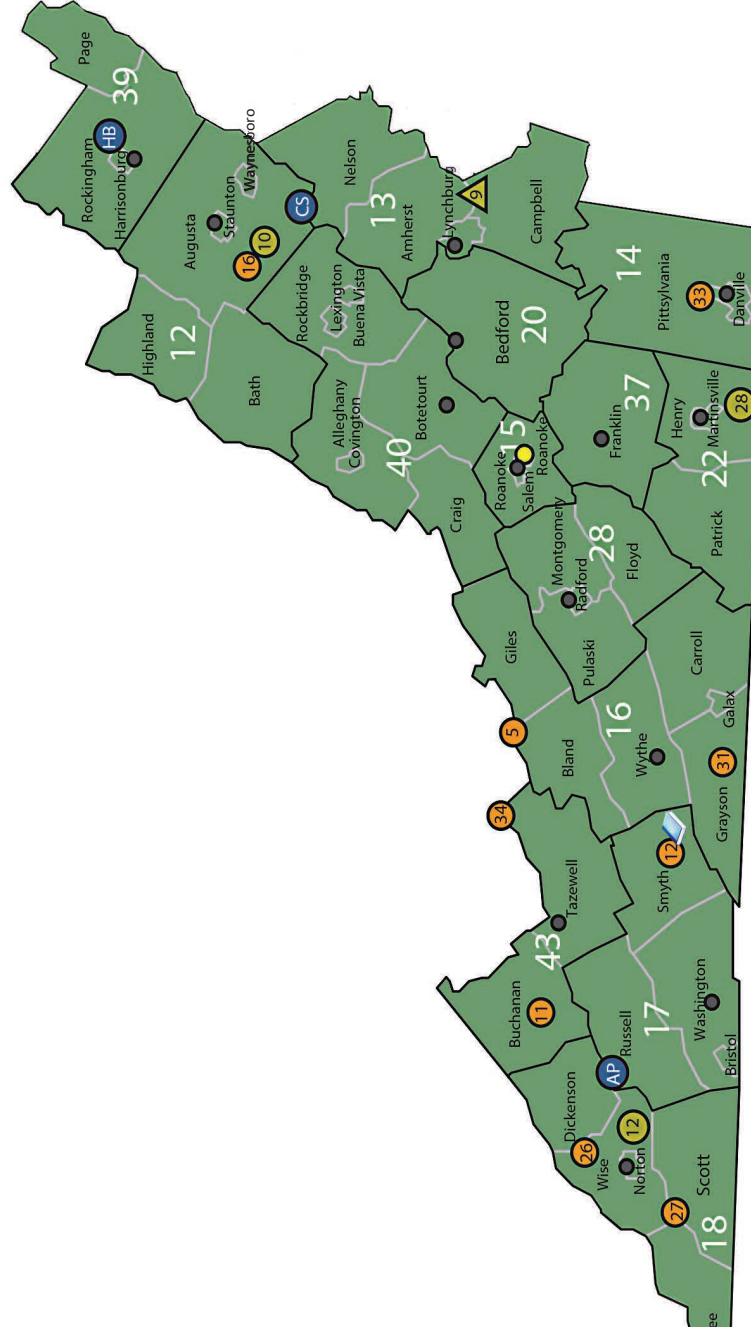 Page
39
Rockingham
HB
Harrisonburg
Augusta
Staunton
Waynesboro
16
10
CS
Highland
12
Bath
Nelson
13
Amherst
Lynchburg
9
Campbell
Rockbridge
Lexington
Buena Vista
Alleghany
Covington
40
Botetourt
Craig
Bedford
20
14
Pittsylvania
33
Danville
Roanoke
15
Salem
Roanoke
Franklin
37
Henry
Martinsville
28
22
Patrick
Montgomery
Radford
28
Floyd
Pulaski
Giles
5
Bland
16
Wythe
Carroll
Galax
31
Grayson
34
Tazewell
43
Smyth
12
Buchanan
11
Russell
17
Washington
Bristol
AP
Dickenson
26
Wise
12
Norton
27
Scott
18
ee